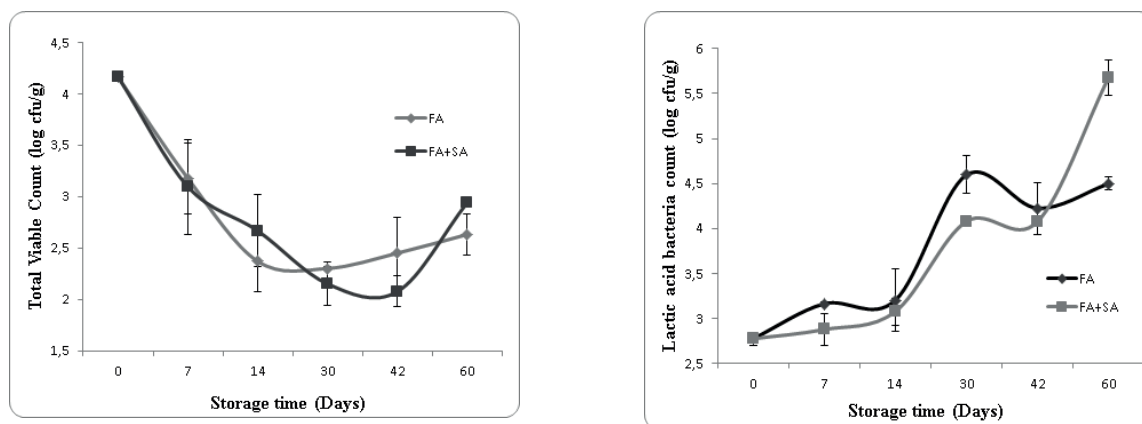 Total Viable Count (log cfu/g)
4,5
4
3,5
3
2,5
2
1,5
0 7 14 30 42 60
Storage time (Days)
FA
FA+SA
Lactic acid bacteria count (log cfu/g)
6
5,5
5
4,5
4
3,5
3
2,5
0 7 14 30 42 60
Storage time (Days)
FA
FA+SA